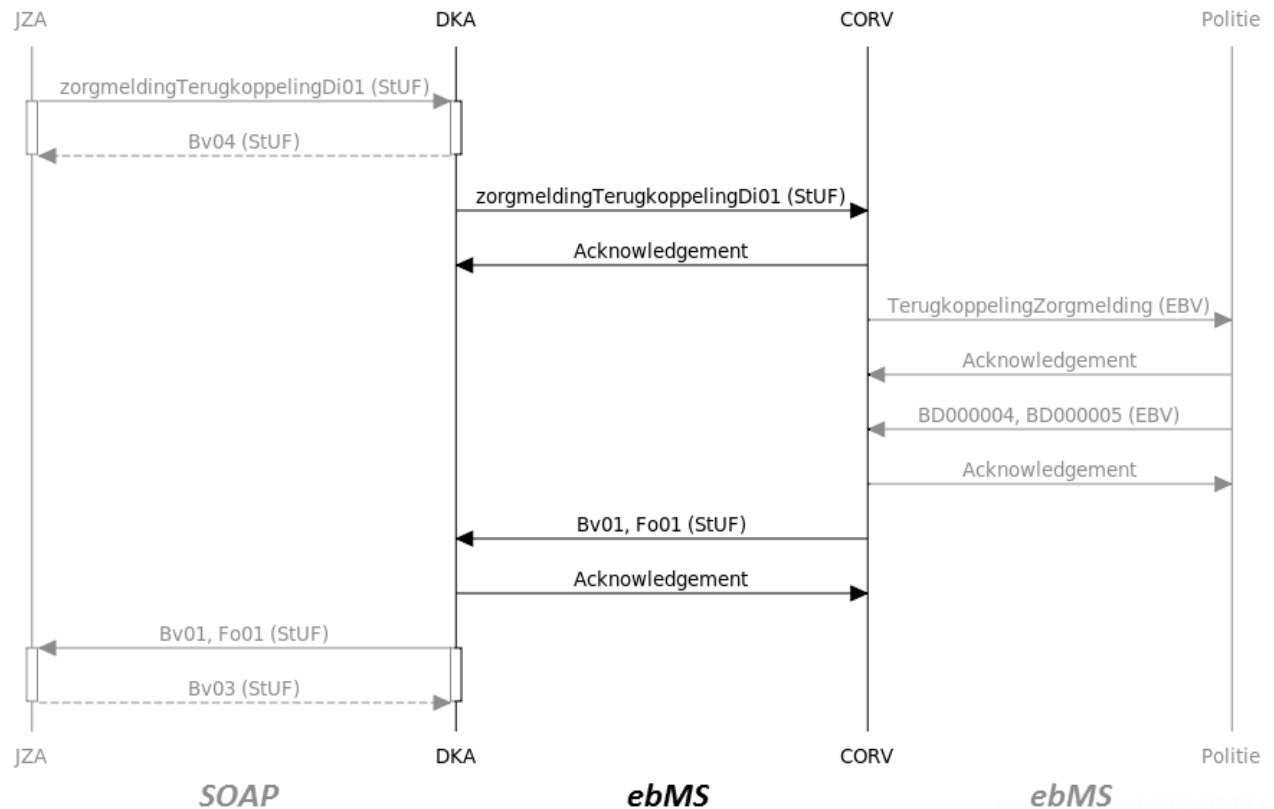 JZA DKA CORV Politie
zorgmeldingTerugkoppelingDi01 (StUF)
Bv04 (StUF)
zorgmeldingTerugkoppelingDi01 (StUF)
Acknowledgement
TerugkoppelingZorgmelding (EBV)
Acknowledgement
BD000004, BD000005 (EBV)
Acknowledgement
Bv01, Fo01 (StUF)
Acknowledgement
Bv01, Fo01 (StUF)
Bv03 (StUF)
JZA DKA CORV Politie
SOAP ebMS ebMS